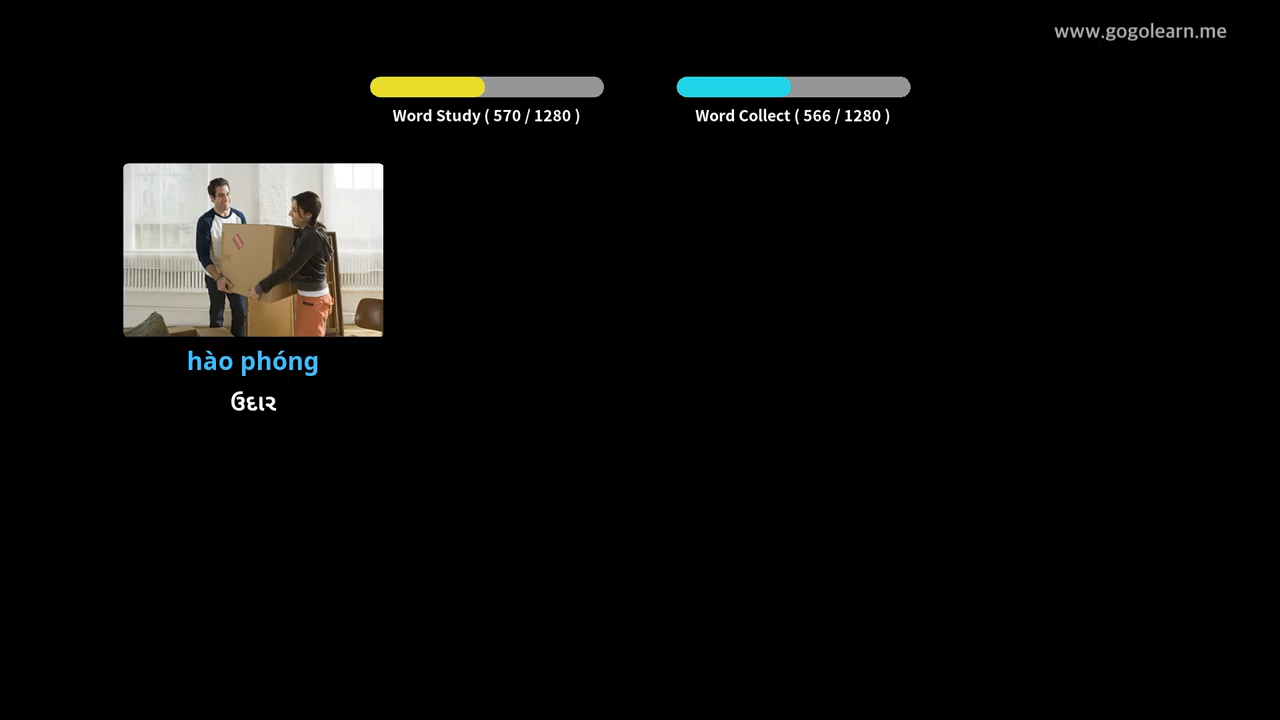 www.gogolearn.me
Word Study ( 570 / 1280 )
Word Collect ( 566 / 1280 )
hào phóng
ઉદાર